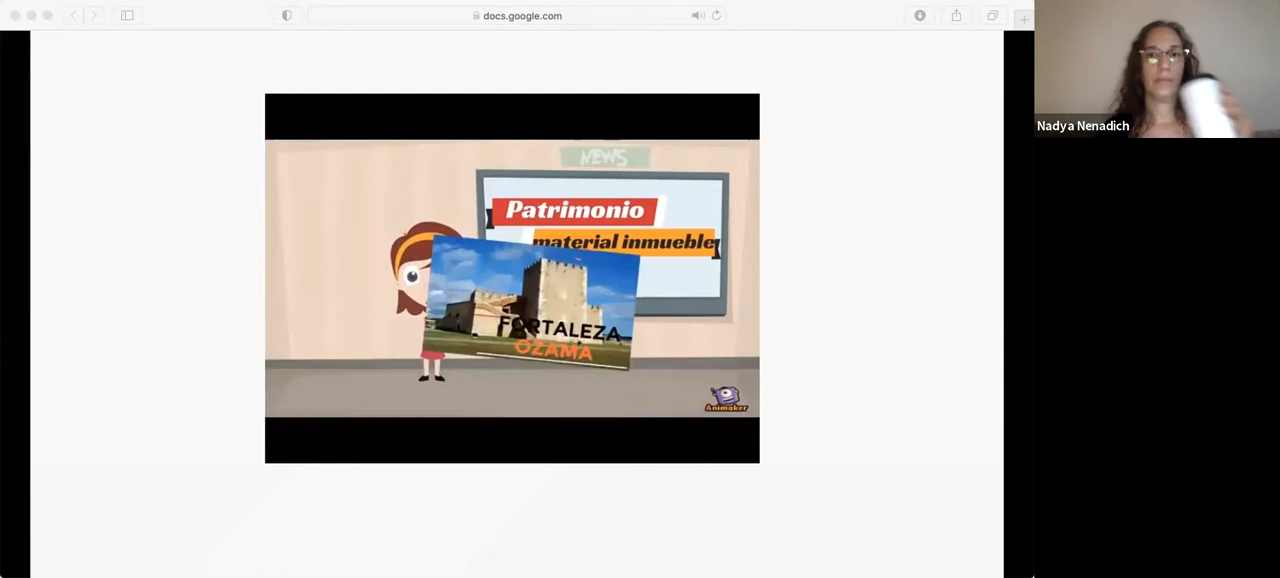 docs.google.com
Nadya Nenadich
NEWS
Patrimonio
material inmueble
FORTALEZA
OZAMA
Animaker